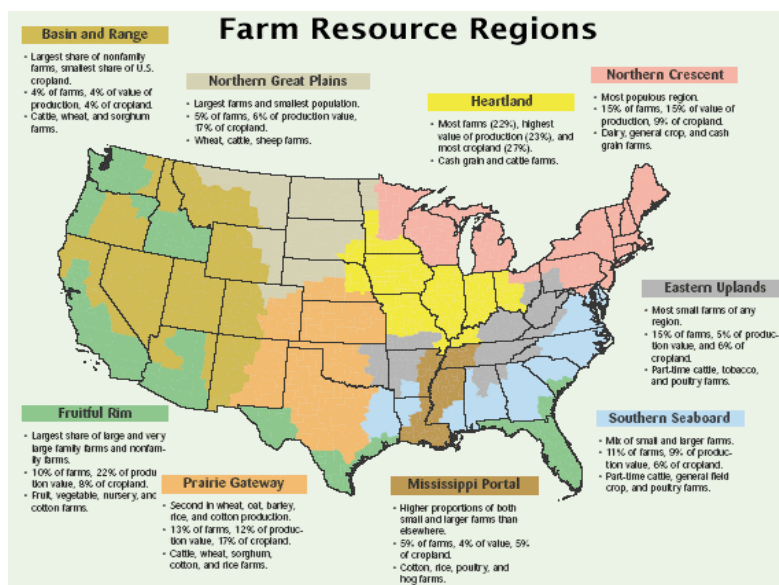 Farm Resource Regions
Basin and Range
• Largest share of nonfamily
farms, smallest share of U.S.
cropland.
• 4% of farms, 4% of value of
production, 4% of cropland.
• Cattle, wheat, and sorghum
farms.
Northern Great Plains
• Largest farms and smallest population.
• 5% of farms, 6% of production value,
17% of cropland.
• Wheat, cattle, sheep farms.
Heartland
• Most farms (22%), highest
value of production (23%), and
most cropland (27%).
• Cash grain and cattle farms.
Northern Crescent
• Most populous region.
• 15% of farms, 15% of value of
production, 9% of cropland.
• Dairy, general crop, and cash
grain farms.
Eastern Uplands
• Most small farms of any
region.
• 15% of farms, 5% of produc-
tion value, and 6% of
cropland.
• Part-time cattle, tobacco,
and poultry farms.
Southern Seaboard
• Mix of small and larger farms.
• 11% of farms, 9% of produc-
tion value, 6% of cropland.
• Part-time cattle, general field
crop, and poultry farms.
Fruitful Rim
• Largest share of large and very
large family farms and nonfam-
ily farms.
• 10% of farms, 22% of produ
tion value, 8% of cropland.
• Fruit, vegetable, nursery, and
cotton farms.
Prairie Gateway
• Second in wheat, oat, barley,
rice, and cotton production.
• 13% of farms, 12% of produc-
tion value, 17% of cropland.
• Cattle, wheat, sorghum,
cotton, and rice farms.
Mississippi Portal
• Higher proportions of both
small and larger farms than
elsewhere.
• 5% of farms, 4% of value, 5%
of cropland.
• Cotton, rice, poultry, and
hog farms.